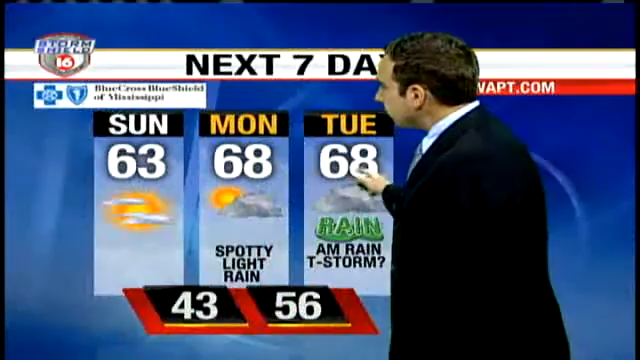 STORM
SHIELD
16
NEXT 7 DA
WAPT.COM
BlueCross BlueShield
of Mississippi
SUN MON TUE
63 68 68
RAIN
SPOTTY
LIGHT
RAIN
AM RAIN
T-STORM?
43 56